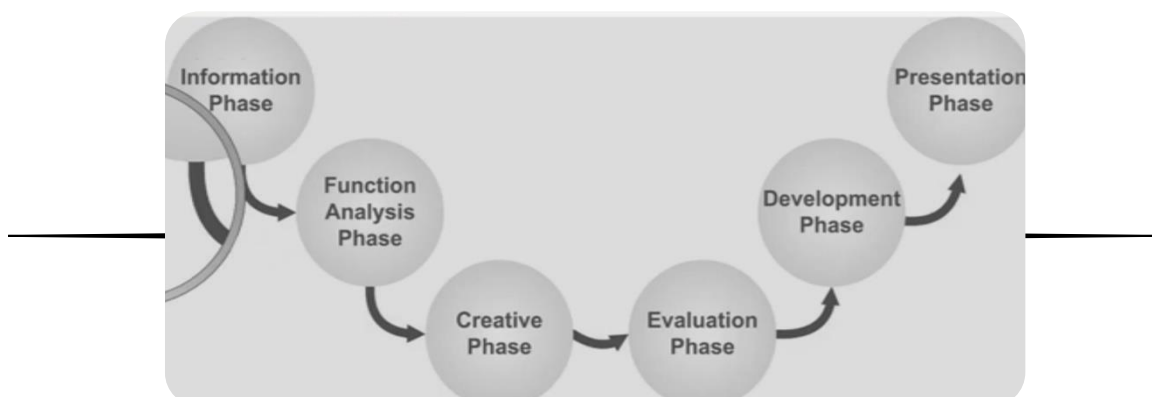 Information
Phase
Function
Analysis
Phase
Creative
Phase
Evaluation
Phase
Development
Phase
Presentation
Phase